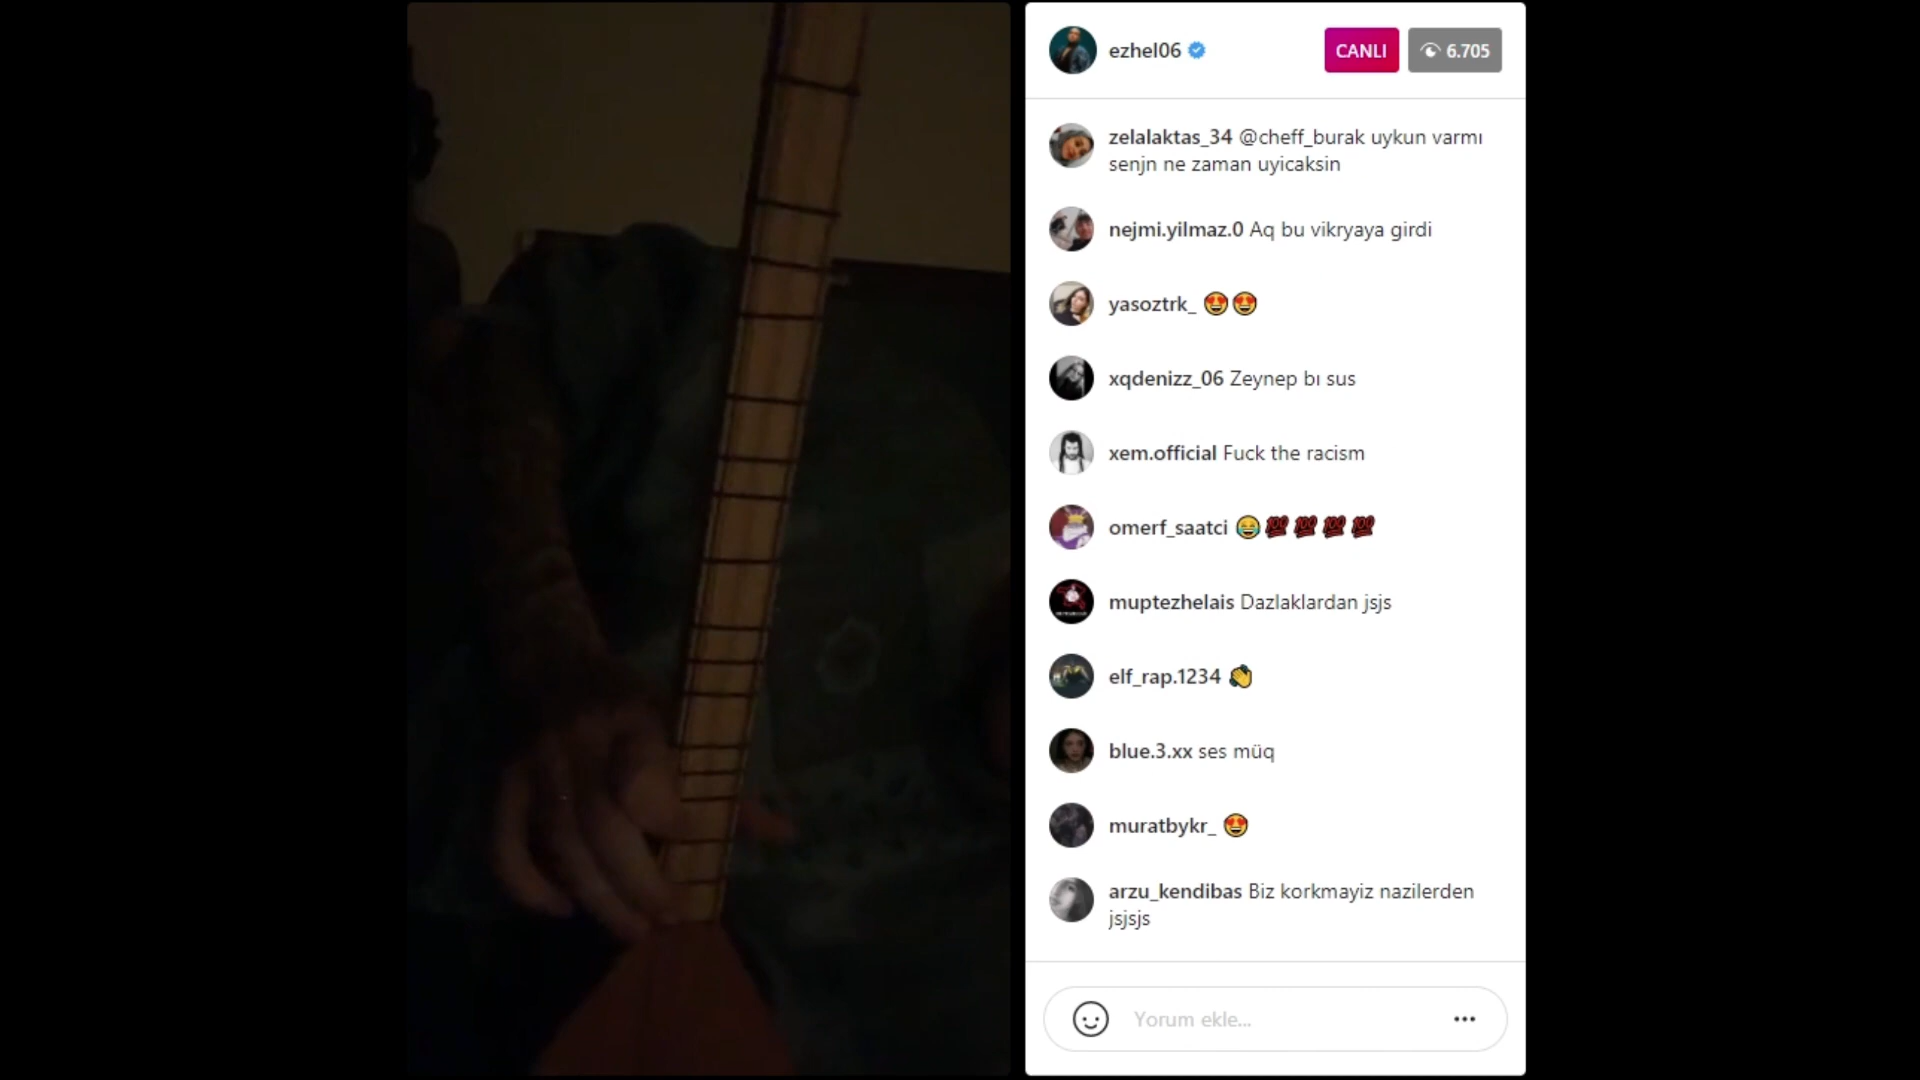 ezhel06
CANLI
6.705
zelalaktas_34 @cheff_burak uykun varmı
senjn ne zaman uyicaksin
nejmi.yilmaz.0 Aq bu vikryaya girdi
yasoztrk_ 😍😍
xqdenizz_06 Zeynep bı sus
xem.official Fuck the racism
omerf_saatci 😂💯💯💯💯
muptezhelais Dazlaklardan jsjs
elf_rap.1234 👏
blue.3.xx ses müq
muratbykr_ 😍
arzu_kendibas Biz korkmayiz nazilerden
jsjsjs
Yorum ekle...